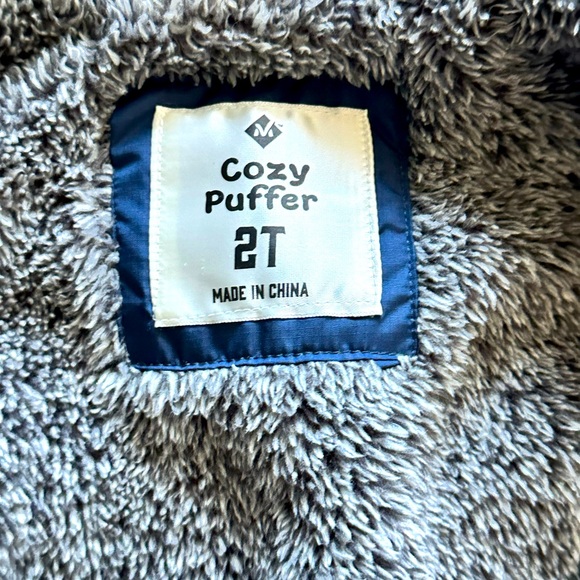 Cozy
Puffer
2T
MADE IN CHINA